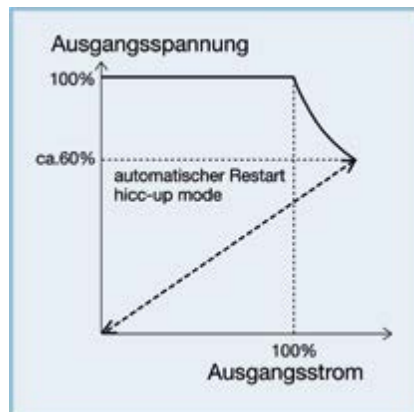 Ausgangsspannung
100%
ca.60%
automatischer Restart
hicc-up mode
100%
Ausgangsstrom